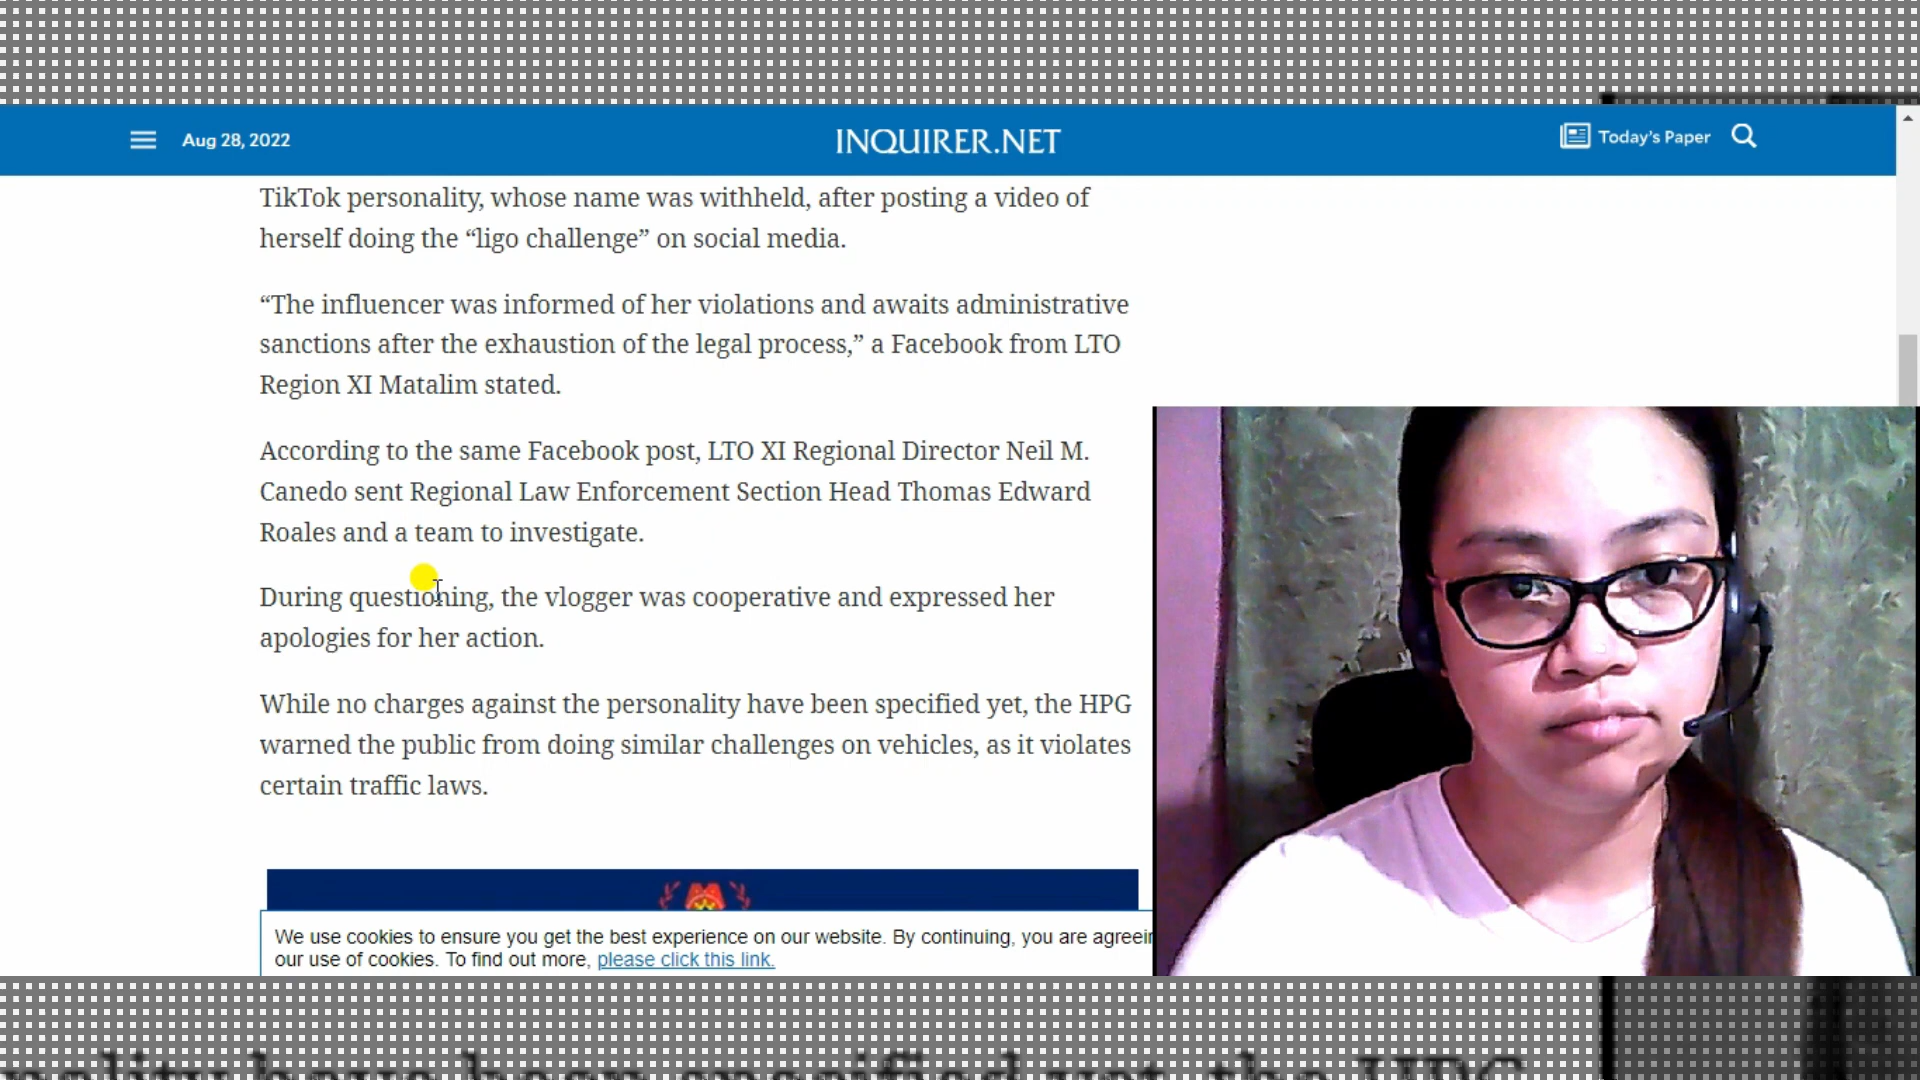 Aug 28, 2022
INQUIRER.NET
Today's Paper
TikTok personality, whose name was withheld, after posting a video of
herself doing the “ligo challenge” on social media.
“The influencer was informed of her violations and awaits administrative
sanctions after the exhaustion of the legal process,” a Facebook from LTO
Region XI Matalim stated.
According to the same Facebook post, LTO XI Regional Director Neil M.
Canedo sent Regional Law Enforcement Section Head Thomas Edward
Roales and a team to investigate.
During questioning, the vlogger was cooperative and expressed her
apologies for her action.
While no charges against the personality have been specified yet, the HPG
warned the public from doing similar challenges on vehicles, as it violates
certain traffic laws.
We use cookies to ensure you get the best experience on our website. By continuing, you are
our use of cookies. To find out more, please click this link.